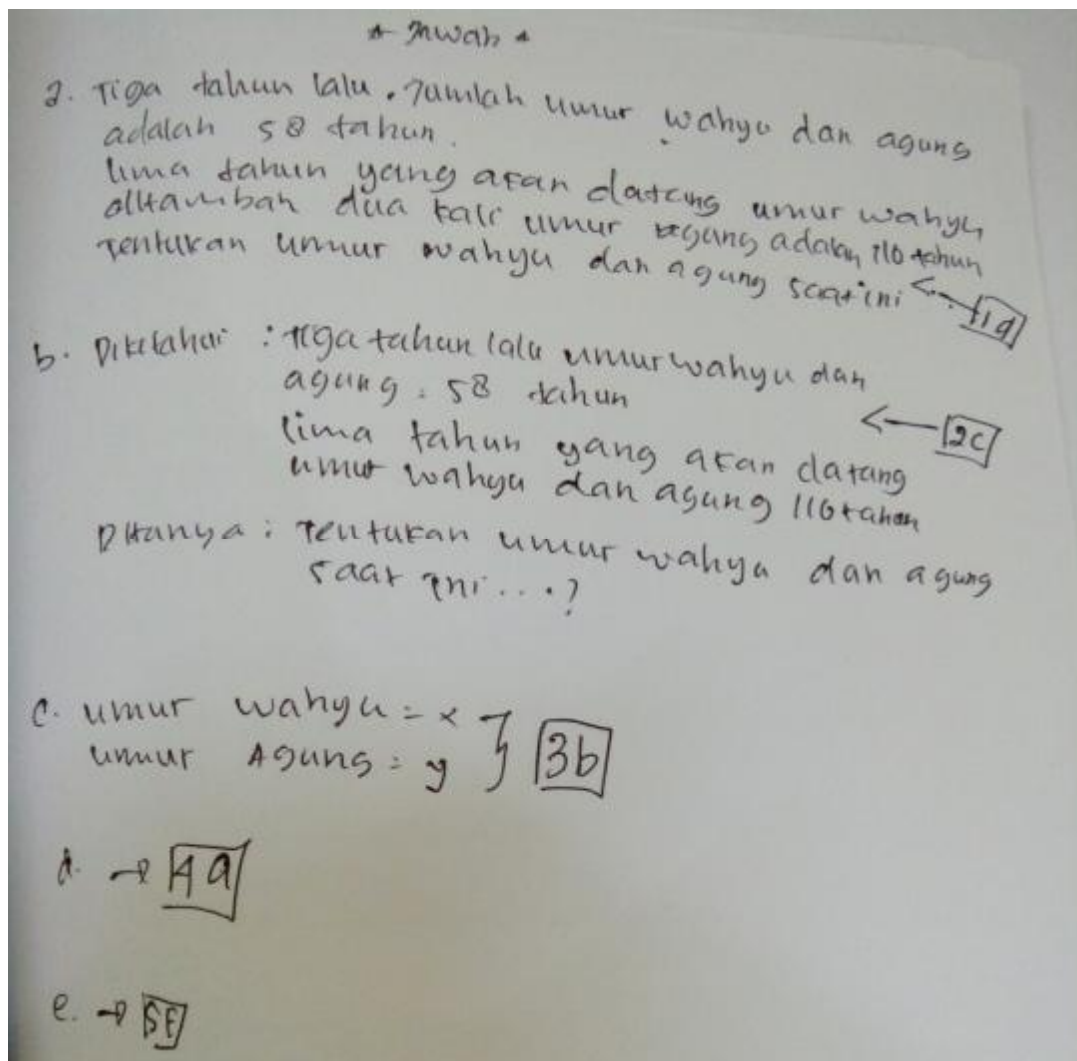 * Jawab *
a. Tiga tahun lalu. Jumlah umur wahyu dan agung
adalah 58 tahun.
lima tahun yang akan datang umur wahyu
ditambah dua kali umur agung adalah 110 tahun
Tentukan umur wahyu dan agung saat ini
b. Diketahui : tiga tahun lalu umur wahyu dan
agung : 58 tahun
lima tahun yang akan datang
umur wahyu dan agung 110 tahun
2c
Ditanya : Tentukan umur wahyu dan agung
saat ini...?
c. umur wahyu = x
umur Agung = y
3b
d. →
e. →